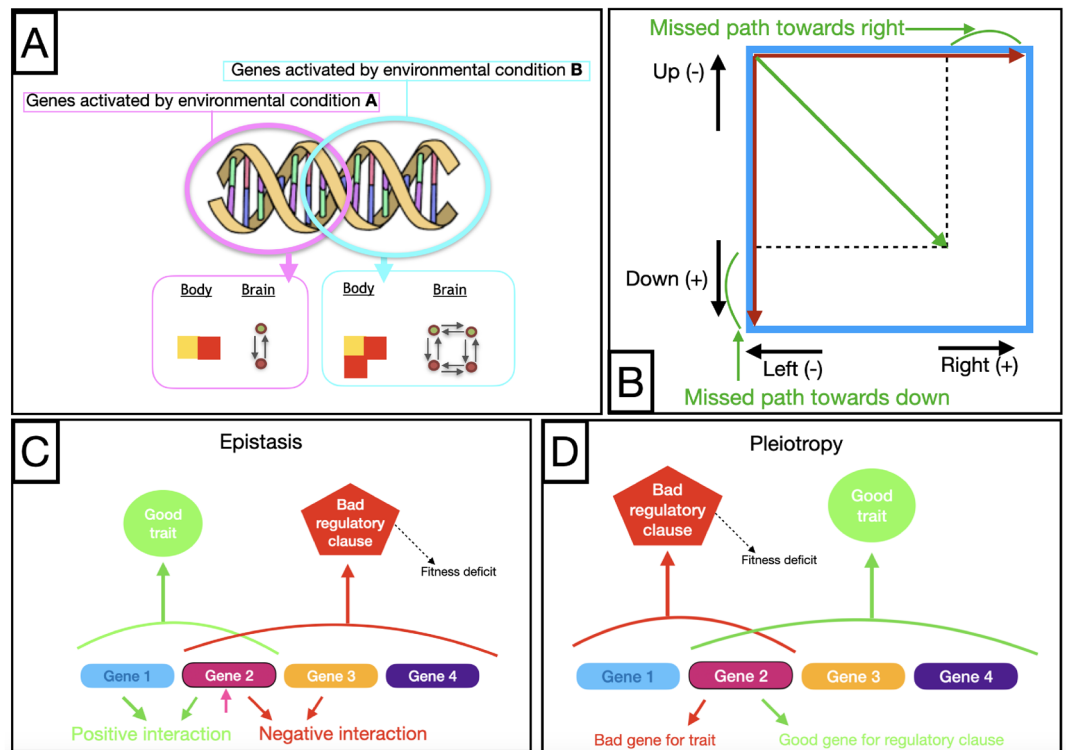 A
Genes activated by environmental condition B
Genes activated by environmental condition A
Body
Brain
Body
Brain
Missed path towards right
Up (-)
Down (+)
Left (-)
Right (+)
B
Missed path towards down
C
Epistasis
Good
trait
Bad
regulatory
clause
Fitness deficit
Gene 1
Gene 2
Gene 3
Gene 4
Positive interaction
Negative interaction
D
Pleiotropy
Bad
regulatory
clause
Good
trait
Fitness deficit
Gene 1
Gene 2
Gene 3
Gene 4
Bad gene for trait
Good gene for regulatory clause